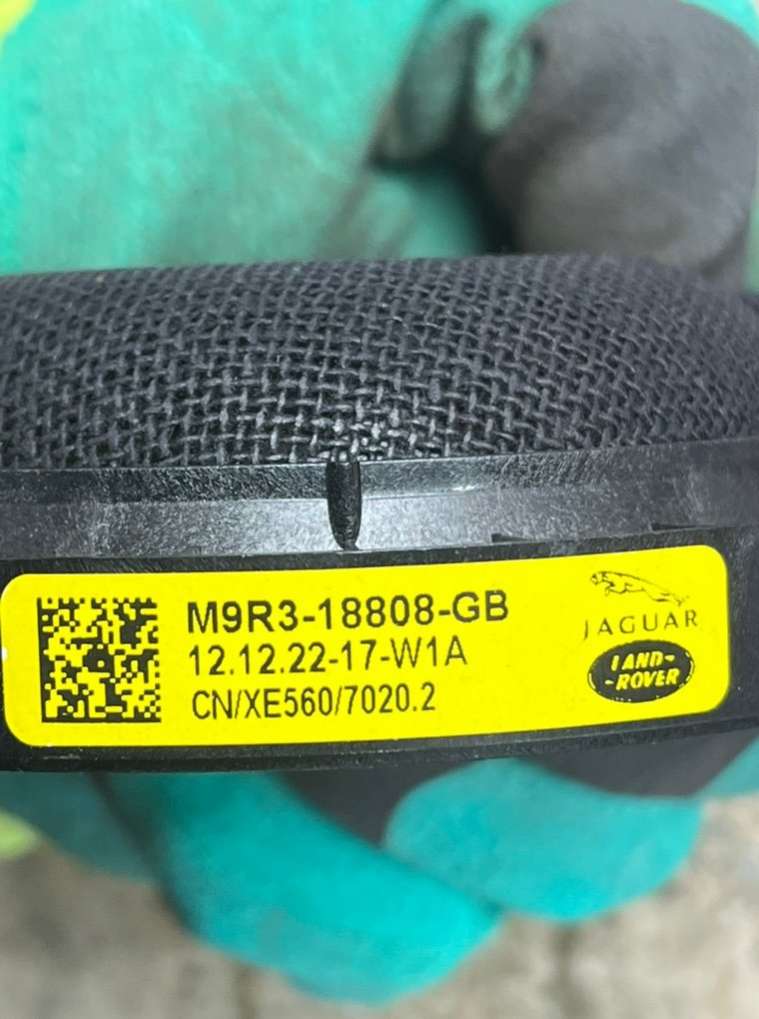 M9R3-18808-GB
12.12.22-17-W1A
CN/XE560/7020.2
JAGUAR
LAND-
-ROVER